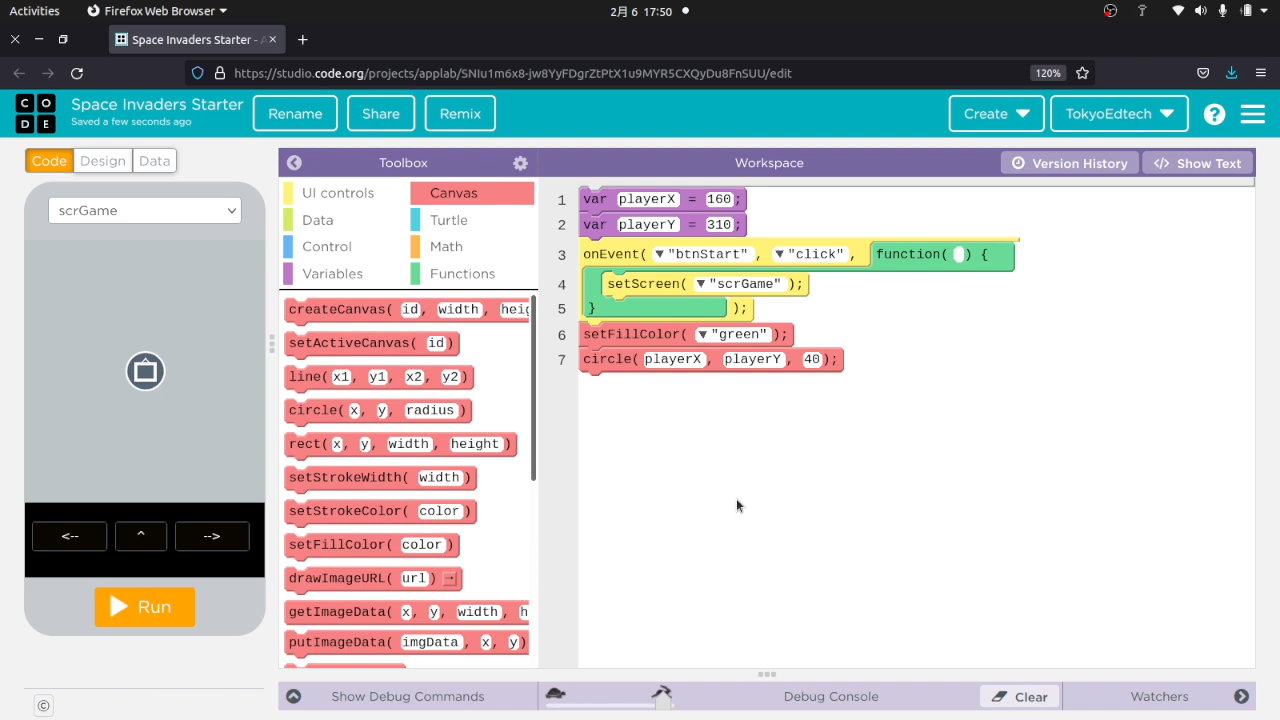 Activities
Firefox Web Browser
2月 6 17:50
Space Invaders Starter - A
https://studio.code.org/projects/applab/SNIu1m6x8-jw8YyFDgrZtPtX1u9MYR5CXQyDu8FnSUU/edit
120%
CODE
Space Invaders Starter
Saved a few seconds ago
Rename
Share
Remix
Create
TokyoEdtech
?
Code
Design
Data
Toolbox
Workspace
Version History
</> Show Text
scrGame
<--
^
-->
Run
©
UI controls
Canvas
Data
Turtle
Control
Math
Variables
Functions
createCanvas( id, width, heig
setActiveCanvas( id)
line( x1, y1, x2, y2)
circle( x, y, radius)
rect( x, y, width, height)
setStrokeWidth( width)
setStrokeColor( color)
setFillColor( color)
drawImageURL( url) →
getImageData( x, y, width, h
putImageData( imgData, x, y)
1 var playerX = 160;
2 var playerY = 310;
3 onEvent( ▼"btnStart", ▼"click", function( ) {
4 setScreen( ▼"scrGame");
5 } );
6 setFillColor( ▼"green");
7 circle( playerX, playerY, 40);
Show Debug Commands
Debug Console
Clear
Watchers